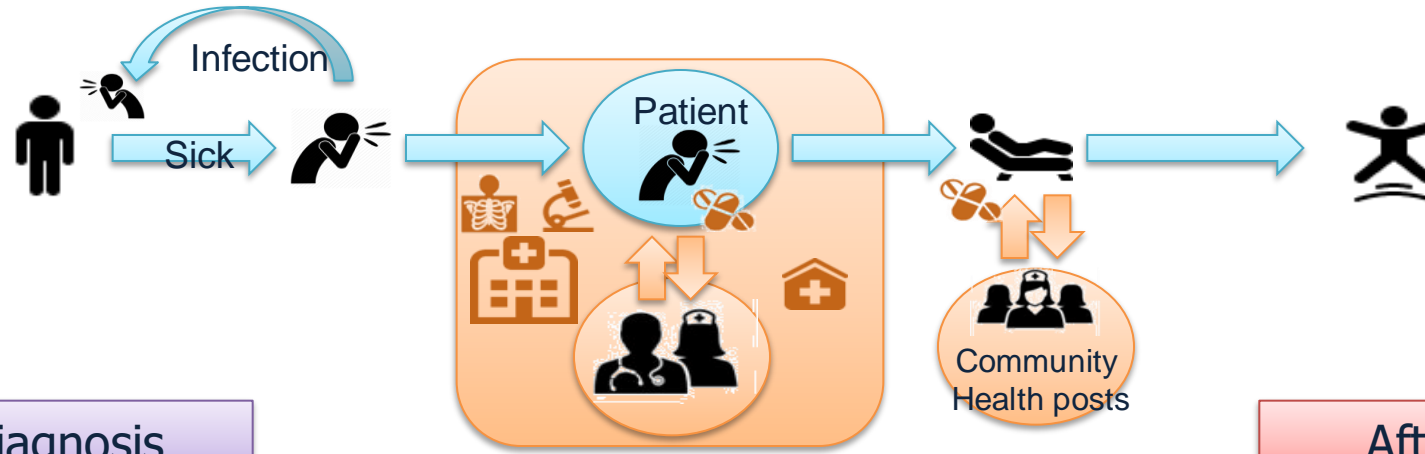 Infection
Sick
Patient
Community
Health posts
iagnosis
Aft